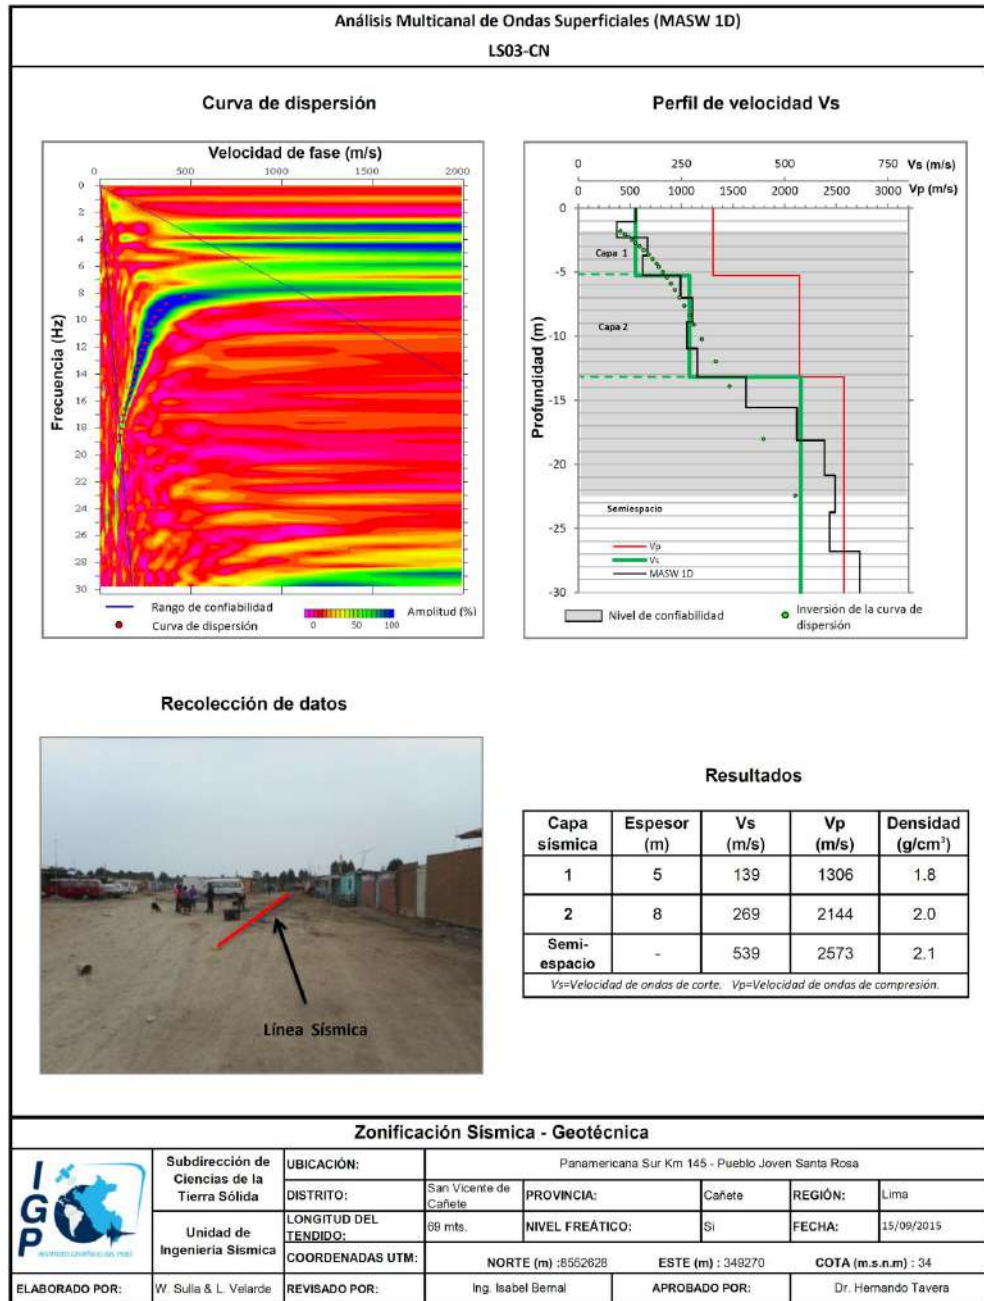 Análisis Multicanal de Ondas Superficiales (MASW 1D)
LS03-CN
Curva de dispersión
Velocidad de fase (m/s)
0 500 1000 1500 2000
0
2
4
6
8
10
12
14
16
18
20
22
24
26
28
30
Frecuencia (Hz)
Rango de confiabilidad
Curva de dispersión
Amplitud (%)
0 50 100
Perfil de velocidad Vs
0 250 500 750 Vs (m/s)
0 500 1000 1500 2000 2500 3000 Vp (m/s)
0
-5
-10
-15
-20
-25
-30
Profundidad (m)
Capa 1
Capa 2
Semiespacio
Vp
Vs
MASW 1D
Nivel de confiabilidad
Inversión de la curva de
dispersión
Recolección de datos
Línea Sísmica
Resultados
Capa sísmica Espesor (m) Vs (m/s) Vp (m/s) Densidad (g/cm³)
1 5 139 1306 1.8
2 8 269 2144 2.0
Semi-espacio - 539 2573 2.1
Vs=Velocidad de ondas de corte. Vp=Velocidad de ondas de compresión.
Zonificación Sísmica - Geotécnica
IGP
INSTITUTO GEOFÍSICO DEL PERÚ
Subdirección de
Ciencias de la
Tierra Sólida
Unidad de
Ingeniería Sísmica
UBICACIÓN: Panamericana Sur Km 145 - Pueblo Joven Santa Rosa
DISTRITO: San Vicente de Cañete PROVINCIA: Cañete REGIÓN: Lima
LONGITUD DEL TENDIDO: 69 mts. NIVEL FREÁTICO: Si FECHA: 15/09/2015
COORDENADAS UTM: NORTE (m) :8552628 ESTE (m) : 349270 COTA (m.s.n.m) : 34
ELABORADO POR: W. Sulla & L. Velarde REVISADO POR: Ing. Isabel Bernal APROBADO POR: Dr. Hernando Tavera